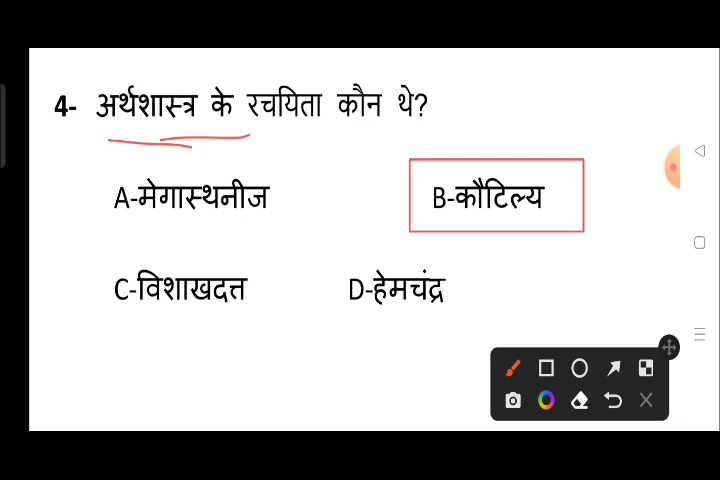 4- अर्थशास्त्र के रचयिता कौन थे?
A-मेगास्थनीज B-कौटिल्य
C-विशाखदत्त D-हेमचंद्र